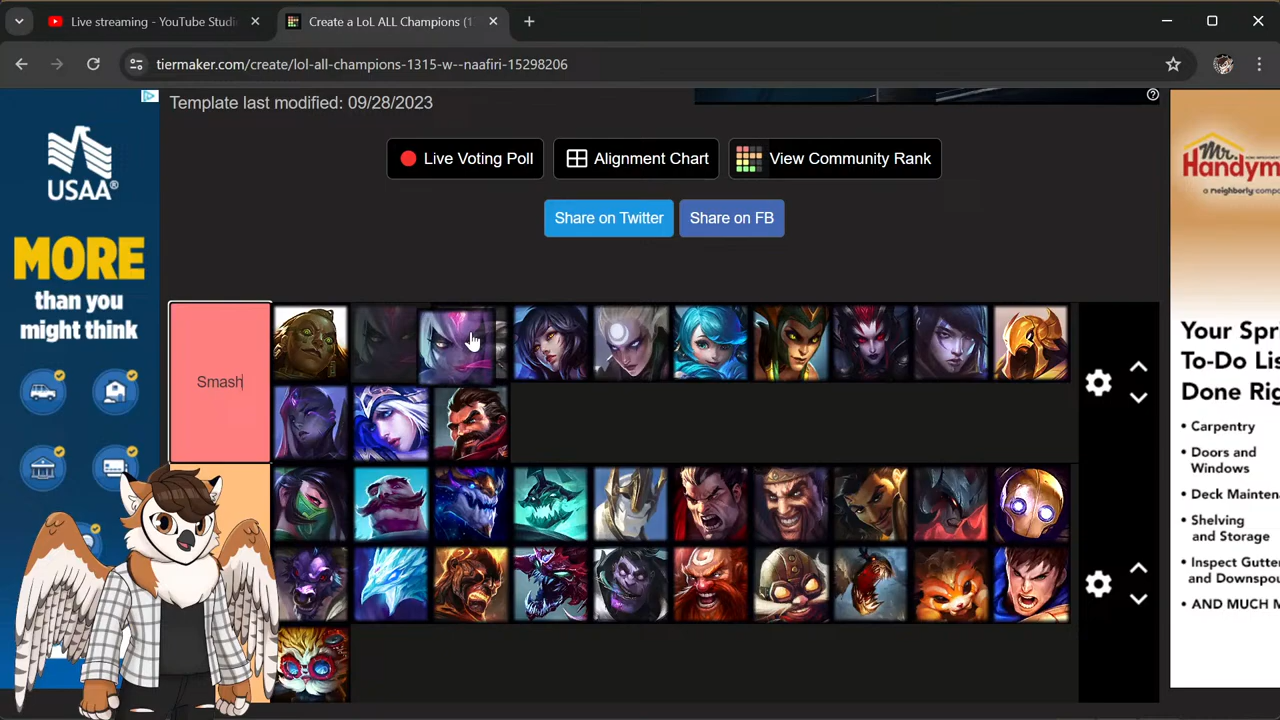 Live streaming - YouTube Studi
Create a LoL ALL Champions (1
tiermaker.com/create/lol-all-champions-1315-w--naafiri-15298206
Template last modified: 09/28/2023
Live Voting Poll
Alignment Chart
View Community Rank
Share on Twitter
Share on FB
USAA®
MORE
than you
might think
Smash
Mr.
Handym
a neighborly compa
Your Spr
To-Do Lis
Done Rig
• Carpentry
• Doors and
Windows
• Deck Maintena
• Shelving
and Storage
• Inspect Gutte
and Downspou
• AND MUCH M